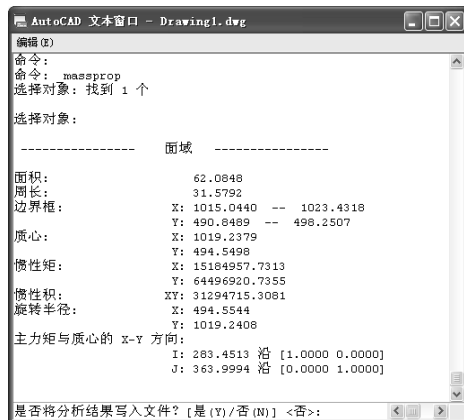 AutoCAD 文本窗口 - Drawing1.dwg
编辑(E)
命令:
命令: _massprop
选择对象: 找到 1 个
选择对象:
---------------- 面域 ----------------
面积: 62.0848
周长: 31.5792
边界框: X: 1015.0440 -- 1023.4318
Y: 490.8489 -- 498.2507
质心: X: 1019.2379
Y: 494.5498
惯性矩: X: 15184957.7313
Y: 64496920.7355
惯性积: XY: 31294715.3081
旋转半径: X: 494.5544
Y: 1019.2408
主力矩与质心的 X-Y 方向:
I: 283.4513 沿 [1.0000 0.0000]
J: 363.9994 沿 [0.0000 1.0000]
是否将分析结果写入文件? [是(Y)/否(N)] <否>: